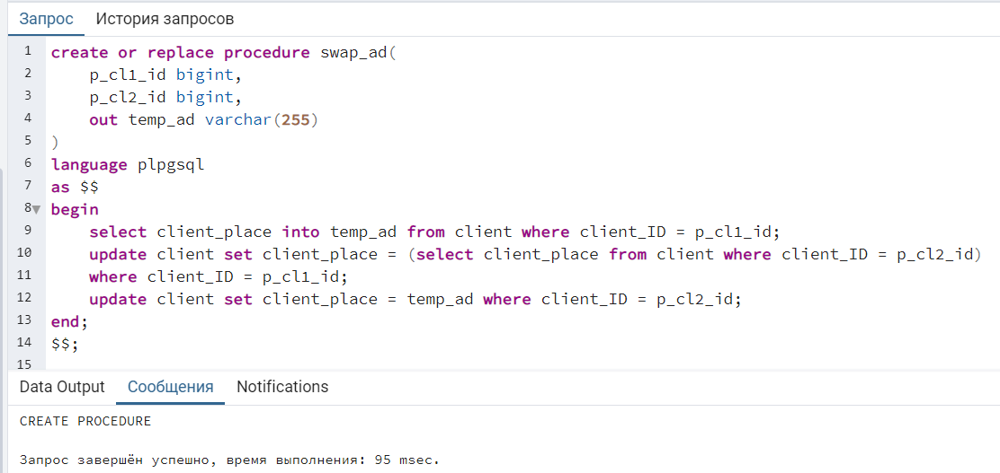 Запрос История запросов
1 create or replace procedure swap_ad(
2 p_cl1_id bigint,
3 p_cl2_id bigint,
4 out temp_ad varchar(255)
5 )
6 language plpgsql
7 as $$
8 begin
9 select client_place into temp_ad from client where client_ID = p_cl1_id;
10 update client set client_place = (select client_place from client where client_ID = p_cl2_id)
11 where client_ID = p_cl1_id;
12 update client set client_place = temp_ad where client_ID = p_cl2_id;
13 end;
14 $$;
15
Data Output Сообщения Notifications
CREATE PROCEDURE
Запрос завершён успешно, время выполнения: 95 msec.